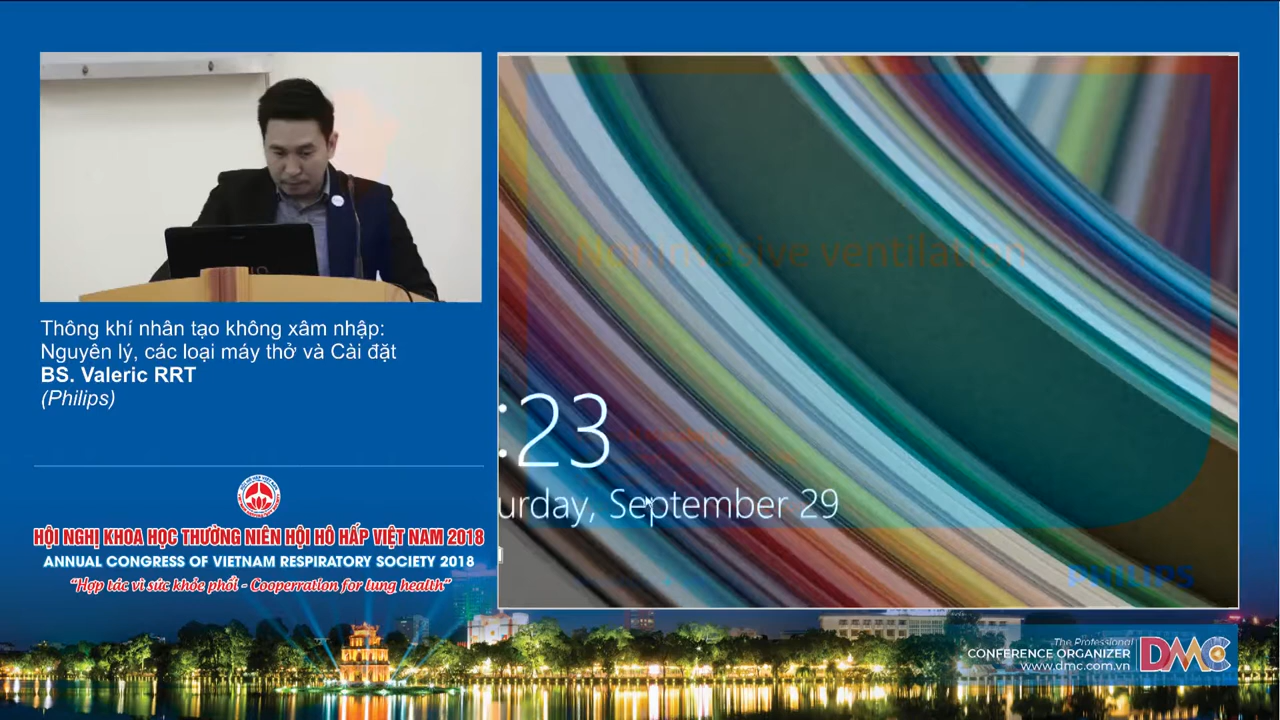 Thông khí nhân tạo không xâm nhập:
Nguyên lý, các loại máy thở và Cài đặt
BS. Valeric RRT
(Philips)
HỘI NGHỊ KHOA HỌC THƯỜNG NIÊN HỘI HÔ HẤP VIỆT NAM 2018
ANNUAL CONGRESS OF VIETNAM RESPIRATORY SOCIETY 2018
"Hợp tác vì sức khỏe phổi - Cooperration for lung health"
Noninvasive ventilation
:23
urday, September 29
PHILIPS
The Professional
CONFERENCE ORGANIZER
www.dmc.com.vn
DMC